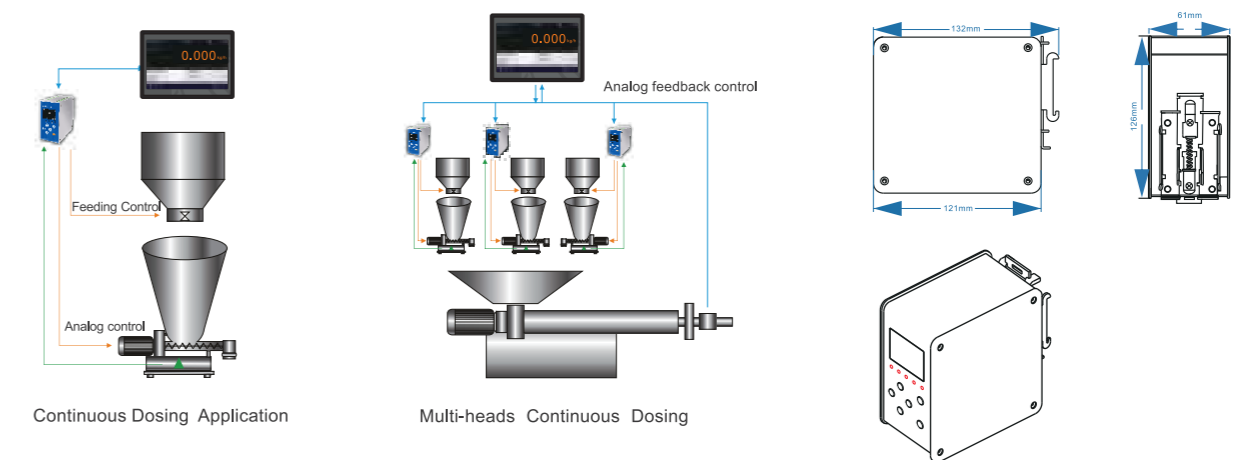 0.000
Feeding Control
Analog control
Continuous Dosing Application
0.000
Analog feedback control
Multi-heads Continuous Dosing
132mm
121mm
61mm
126mm